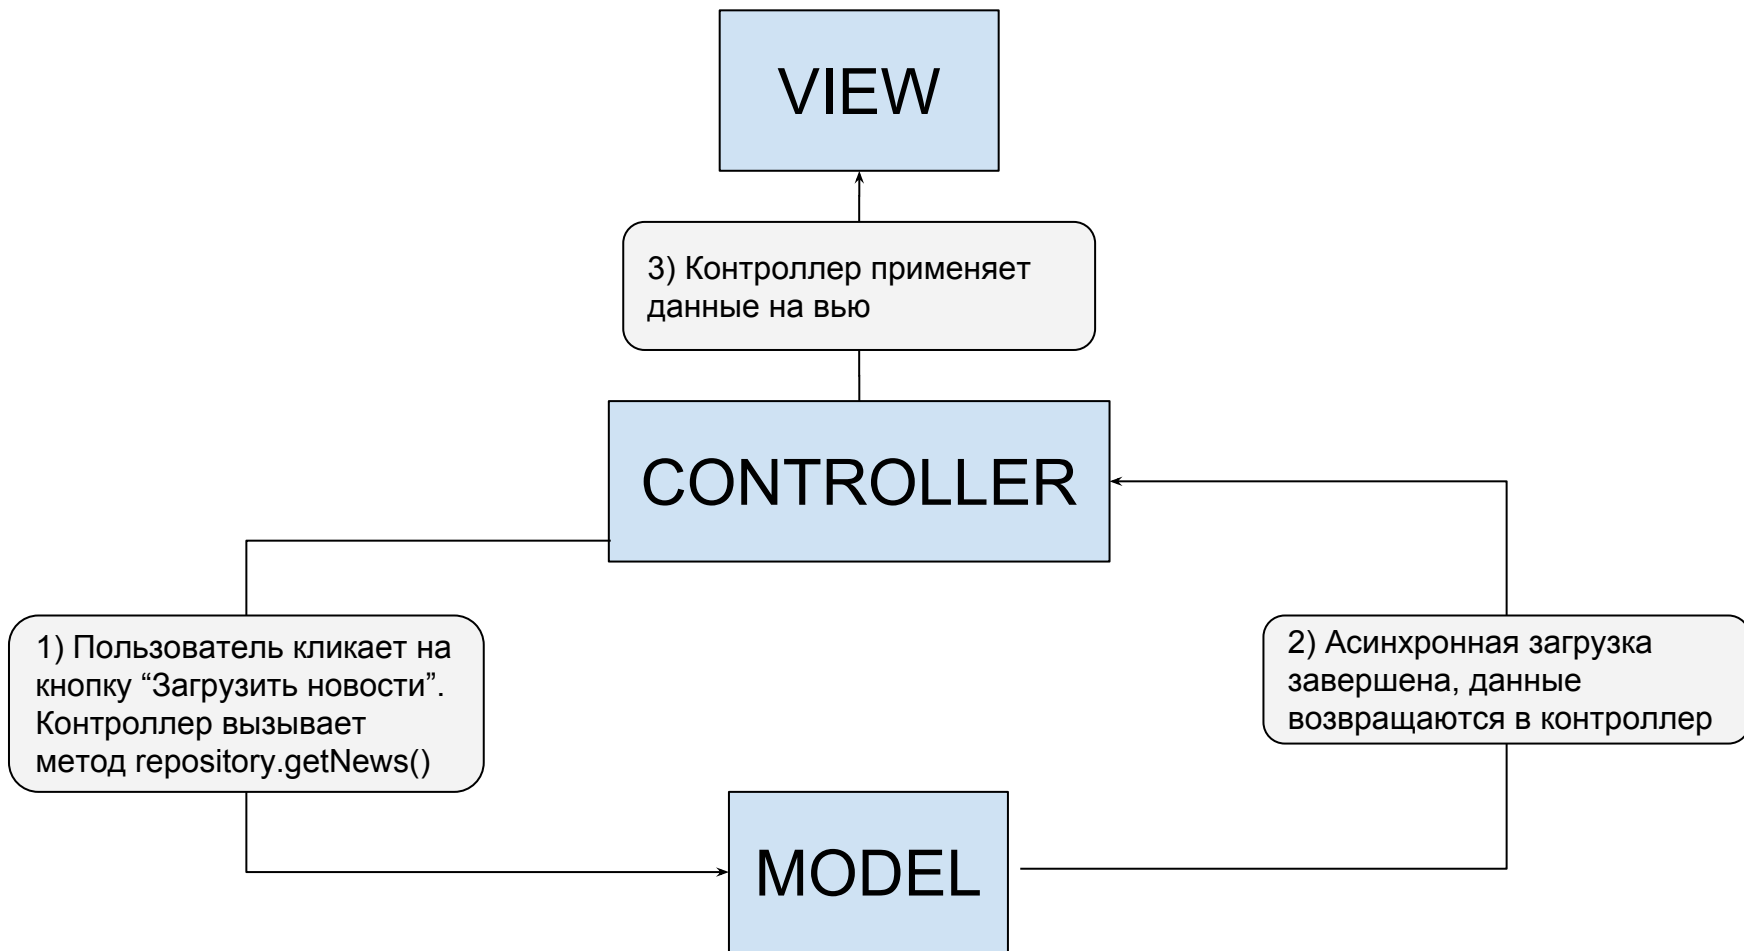 VIEW
3) Контроллер применяет
данные на вью
CONTROLLER
1) Пользователь кликает на
кнопку “Загрузить новости”.
Контроллер вызывает
метод repository.getNews()
2) Асинхронная загрузка
завершена, данные
возвращаются в контроллер
MODEL